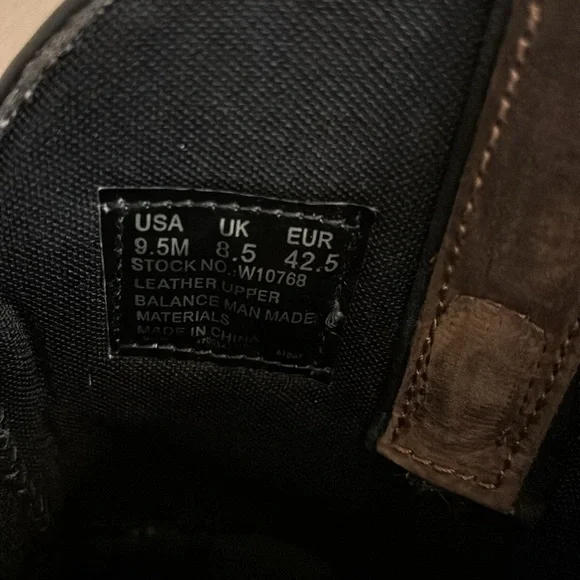 USA UK EUR
9.5M 8.5 42.5
STOCK NO.:W10768
LEATHER UPPER
BALANCE MAN MADE
MATERIALS
MADE IN CHINA